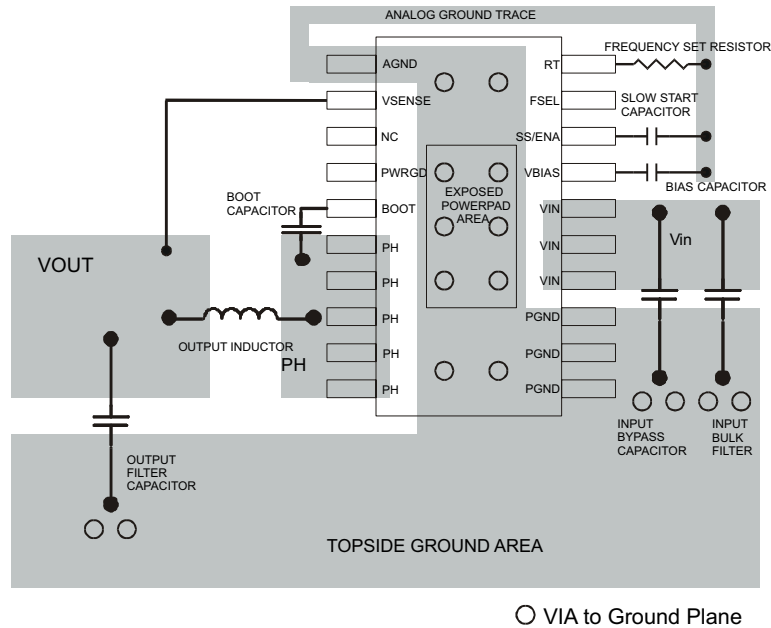 ANALOG GROUND TRACE
FREQUENCY SET RESISTOR
AGND
RT
VSENSE
FSEL
SLOW START
CAPACITOR
NC
SS/ENA
PWRGD
VBIAS
BIAS CAPACITOR
EXPOSED
POWERPAD
AREA
BOOT
CAPACITOR
BOOT
VIN
PH
VIN
Vin
VOUT
PH
VIN
PH
PGND
OUTPUT INDUCTOR
PH
PH
PGND
PH
PGND
INPUT
BYPASS
CAPACITOR
INPUT
BULK
FILTER
OUTPUT
FILTER
CAPACITOR
TOPSIDE GROUND AREA
VIA to Ground Plane